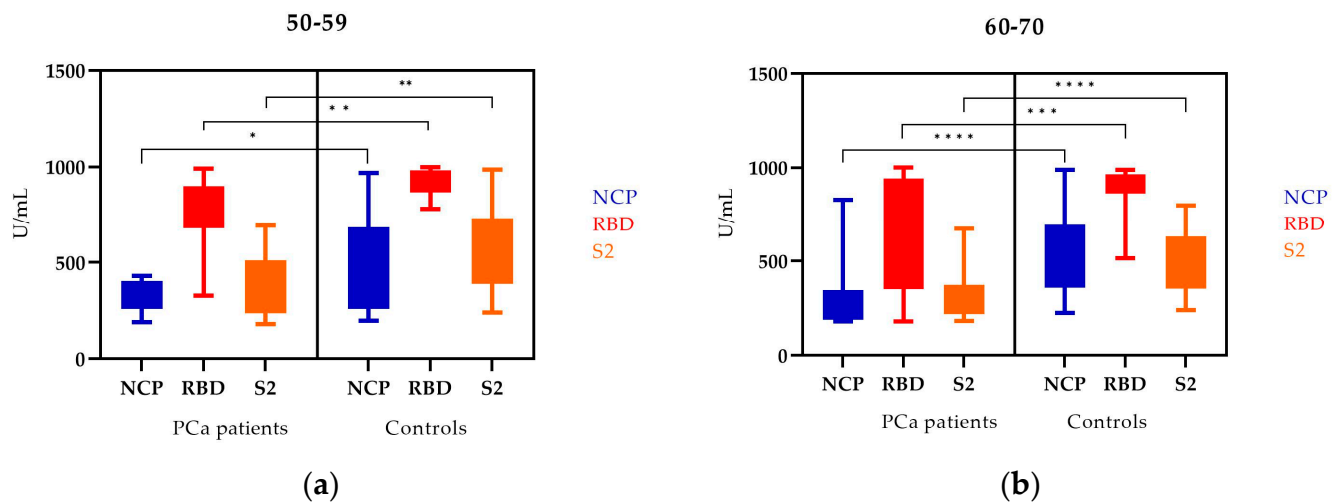 50-59
1500
1000
500
0
U/mL
*
* *
**
NCP RBD S2 NCP RBD S2
PCa patients Controls
NCP
RBD
S2
(a)
60-70
1500
1000
500
0
U/mL
* * * *
* * *
* * * *
NCP RBD S2 NCP RBD S2
PCa patients Controls
NCP
RBD
S2
(b)